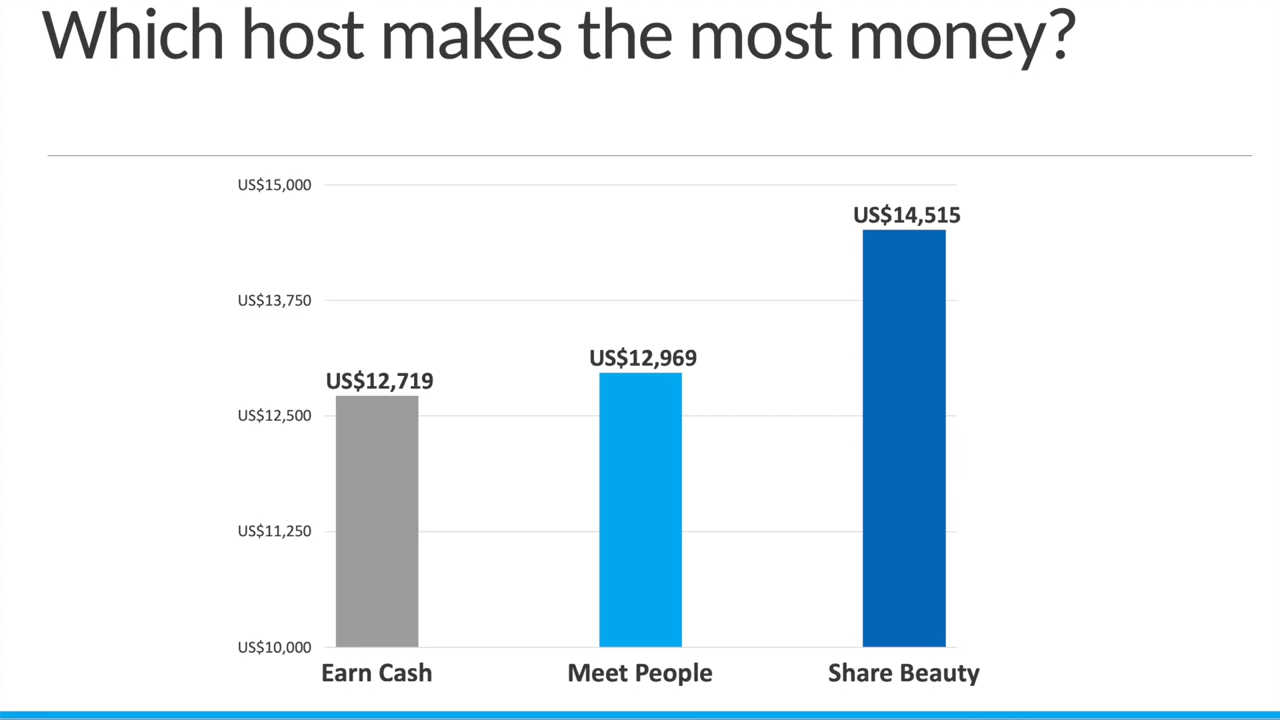 Which host makes the most money?
US$15,000
US$14,515
US$13,750
US$12,969
US$12,719
US$12,500
US$11,250
US$10,000
Earn Cash
Meet People
Share Beauty